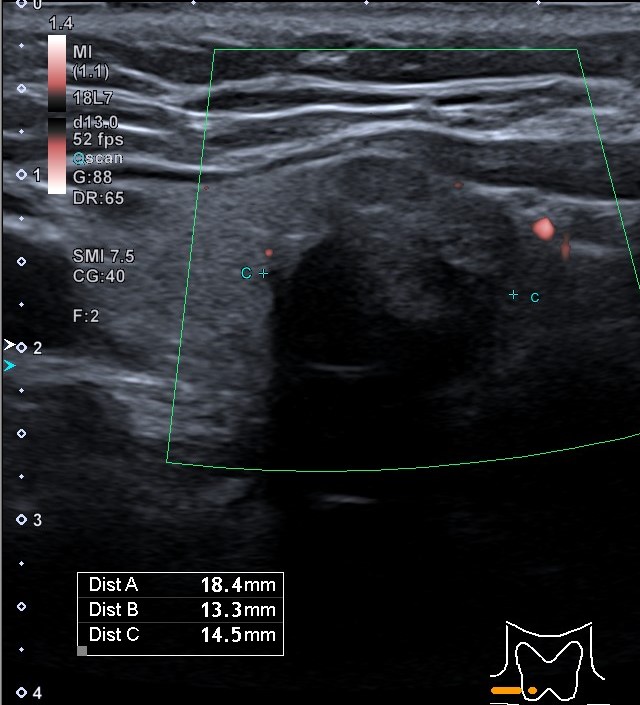 0
1.4
MI
(1.1)
18L7
d13.0
52 fps
Qscan
G:88
DR:65
1
SMI 7.5
CG:40
C
c
F:2
2
3
Dist A 18.4mm
Dist B 13.3mm
Dist C 14.5mm
4